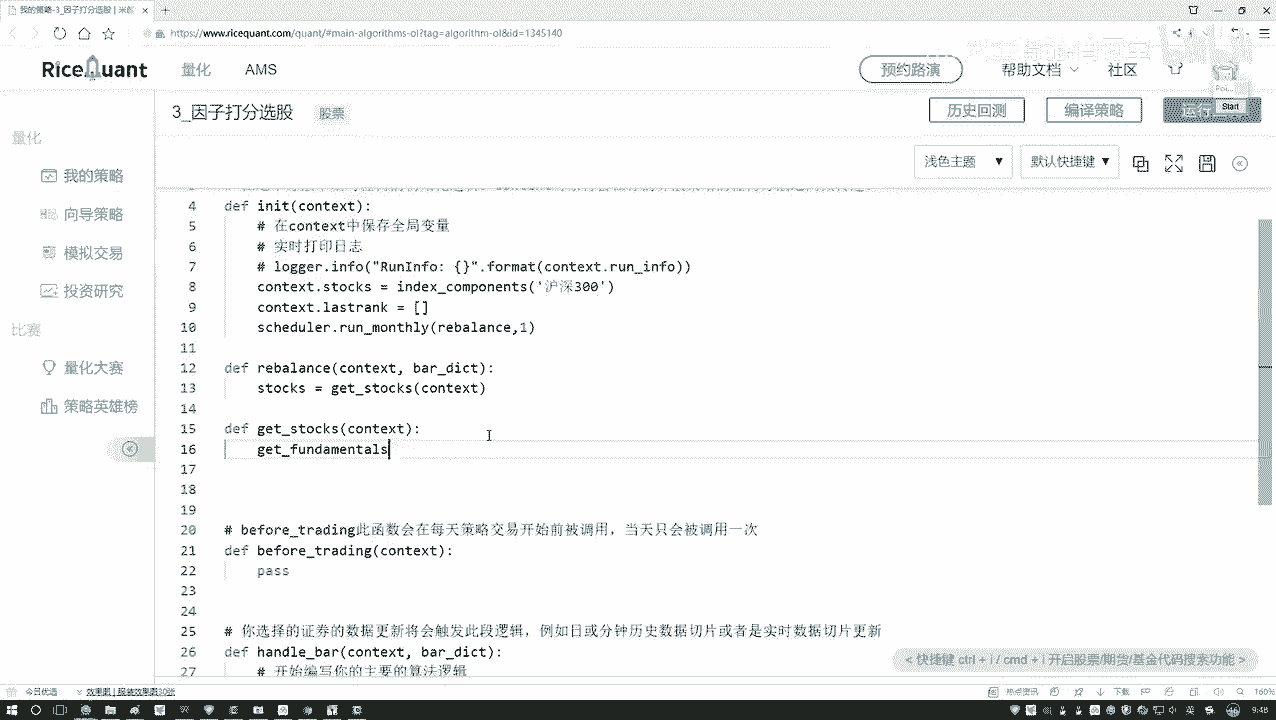 我的策略-3_因子打分选股 | 米
https://www.ricequant.com/quant/#main-algorithms-ol?tag=algorithm-ol&id=1345140
RiceQuant 量化 AMS 预约路演 帮助文档 社区
3_因子打分选股 股票 历史回测 编译策略 运行 Start
浅色主题 默认快捷键
量化
我的策略
向导策略
模拟交易
投资研究
比赛
量化大赛
策略英雄榜
4 def init(context):
5 # 在context中保存全局变量
6 # 实时打印日志
7 # logger.info("RunInfo: {}".format(context.run_info))
8 context.stocks = index_components('沪深300')
9 context.lastrank = []
10 scheduler.run_monthly(rebalance,1)
11
12 def rebalance(context, bar_dict):
13 stocks = get_stocks(context)
14
15 def get_stocks(context):
16 get_fundamentals
17
18
19
20 # before_trading此函数会在每天策略交易开始前被调用，当天只会被调用一次
21 def before_trading(context):
22 pass
23
24
25 # 你选择的证券的数据更新将会触发此段逻辑，例如日或分钟历史数据切片或者是实时数据切片更新
26 def handle_bar(context, bar_dict):
27 # 开始编写你的主要的算法逻辑
< 快捷键 ctrl + i / cmd + i 开启股票/期货/基金代码搜索功能 >
今日优选 热点资讯 下载 160%
9:48